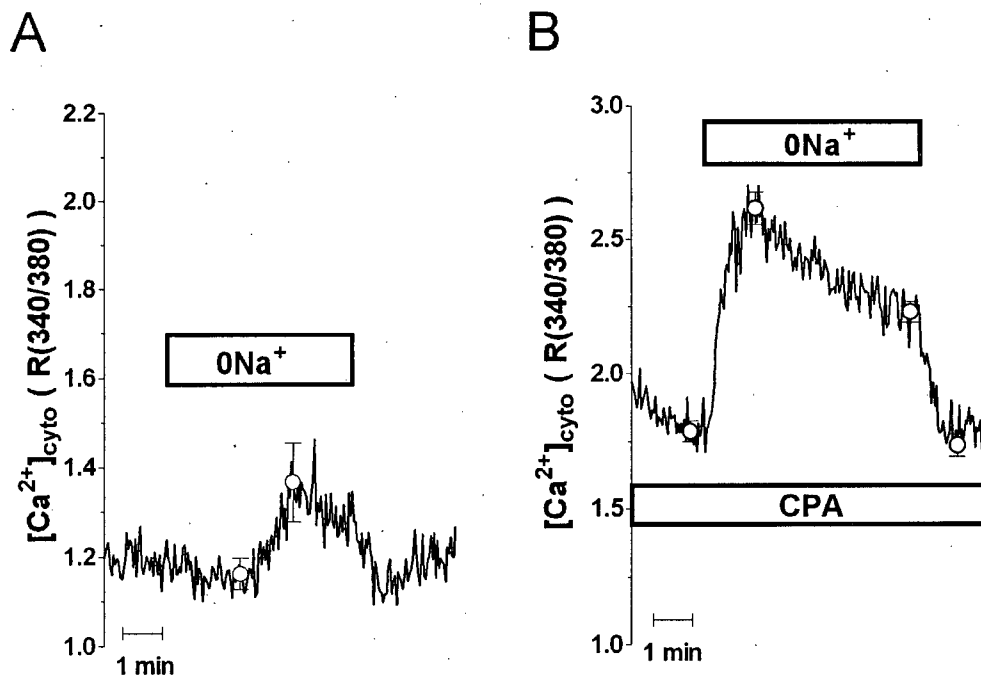 A
[Ca²⁺]cyto ( R(340/380) )
2.2
2.0
1.8
1.6
1.4
1.2
1.0
0Na⁺
1 min
B
[Ca²⁺]cyto ( R(340/380) )
3.0
2.5
2.0
1.5
1.0
0Na⁺
CPA
1 min